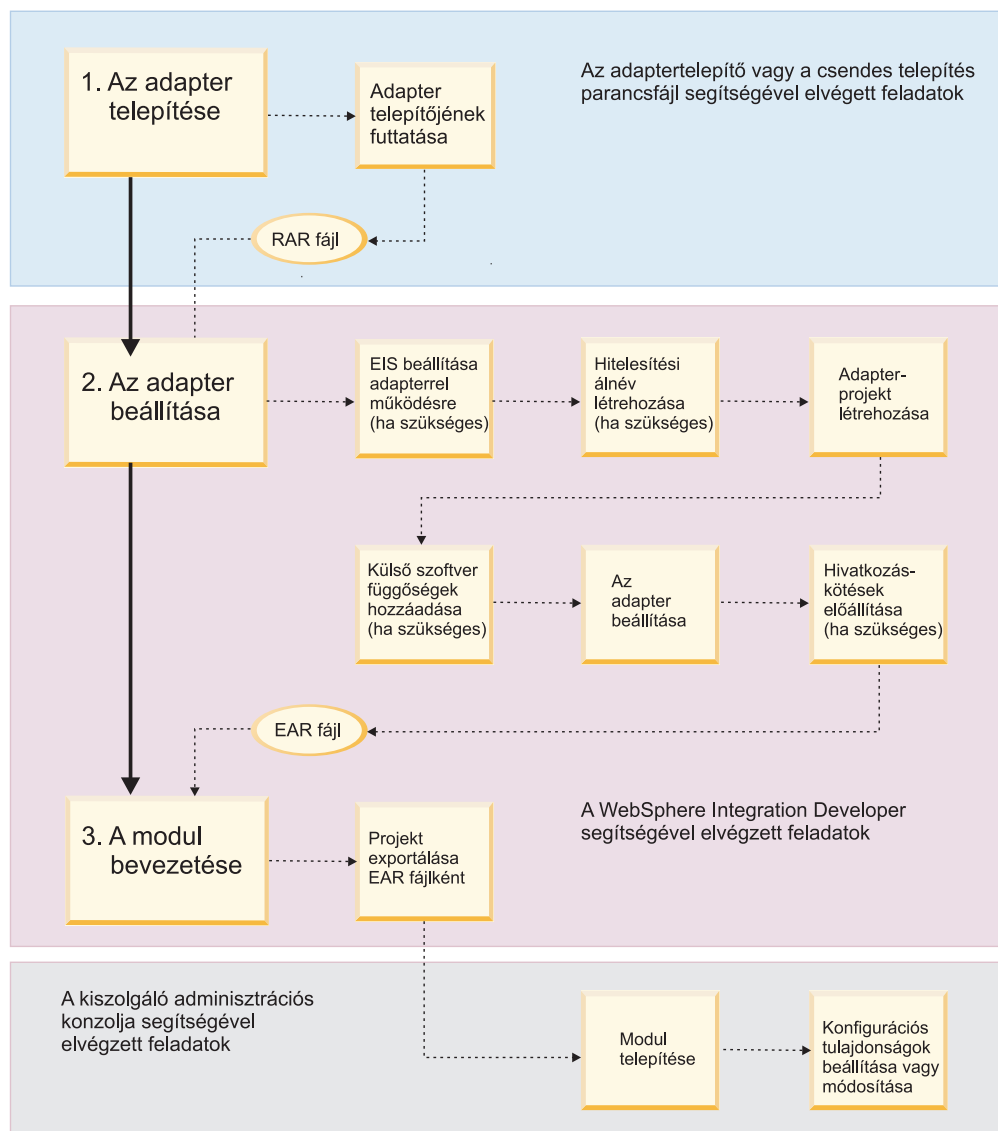 1. Az adapter
telepítése
Adapter
telepítőjének
futtatása
Az adaptertelepítő vagy a csendes telepítés
parancsfájl segítségével elvégett feladatok
RAR fájl
2. Az adapter
beállítása
EIS beállítása
adapterrel
működésre
(ha szükséges)
Hitelesítési
álnév
létrehozása
(ha szükséges)
Adapter-
projekt
létrehozása
Külső szoftver
függőségek
hozzáadása
(ha szükséges)
Az
adapter
beállítása
Hivatkozás-
kötések
előállítása
(ha szükséges)
EAR fájl
3. A modul
bevezetése
Projekt
exportálása
EAR fájlként
A WebSphere Integration Developer
segítségével elvégzett feladatok
A kiszolgáló adminisztrációs
konzolja segítségével
elvégzett feladatok
Modul
telepítése
Konfigurációs
tulajdonságok
beállítása vagy
módosítása